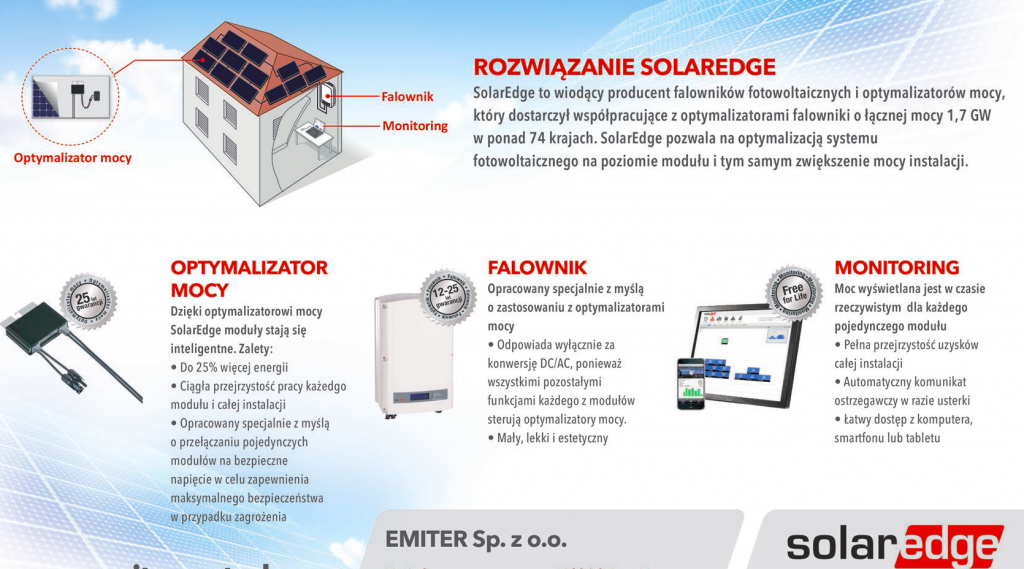 Optymalizator mocy
Falownik
Monitoring
ROZWIĄZANIE SOLAREDGE
SolarEdge to wiodący producent falowników fotowoltaicznych i optymalizatorów mocy,
który dostarczył współpracujące z optymalizatorami falowniki o łącznej mocy 1,7 GW
w ponad 74 krajach. SolarEdge pozwala na optymalizacją systemu
fotowoltaicznego na poziomie modułu i tym samym zwiększenie mocy instalacji.
25 lat
gwarancji
OPTYMALIZATOR
MOCY
Dzięki optymalizatorowi mocy
SolarEdge moduły stają się
inteligentne. Zalety:
• Do 25% więcej energii
• Ciągła przejrzystość pracy każedgo
modułu i całej instalacji
• Opracowany specjalnie z myślą
o przełączaniu pojedynczych
modułów na bezpieczne
napięcie w celu zapewnienia
maksymalnego bezpieczeństwa
w przypadku zagrożenia
12-25
lat
gwarancji
FALOWNIK
Opracowany specjalnie z myślą
o zastosowaniu z optymalizatorami
mocy
• Odpowiada wyłącznie za
konwersję DC/AC, ponieważ
wszystkimi pozostałymi
funkcjami każdego z modułów
sterują optymalizatory mocy.
• Mały, lekki i estetyczny
Free
for Life
MONITORING
Moc wyświetlana jest w czasie
rzeczywistym dla każdego
pojedynczego modułu
• Pełna przejrzystość uzysków
całej instalacji
• Automatyczny komunikat
ostrzegawczy w razie usterki
• Łatwy dostęp z komputera,
smartfonu lub tabletu
EMITER Sp. z o.o.
solaredge